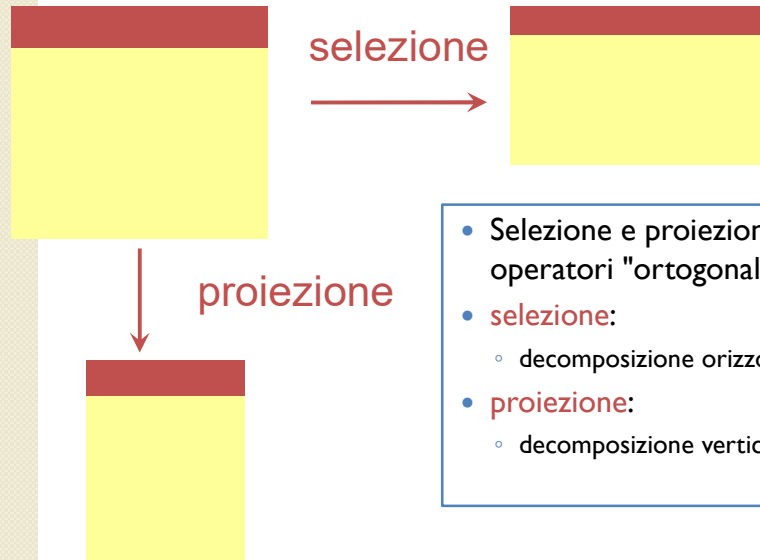 selezione
proiezione
• Selezione e proiezion
operatori "ortogonal
• selezione:
◦ decomposizione orizzo
• proiezione:
◦ decomposizione vertic